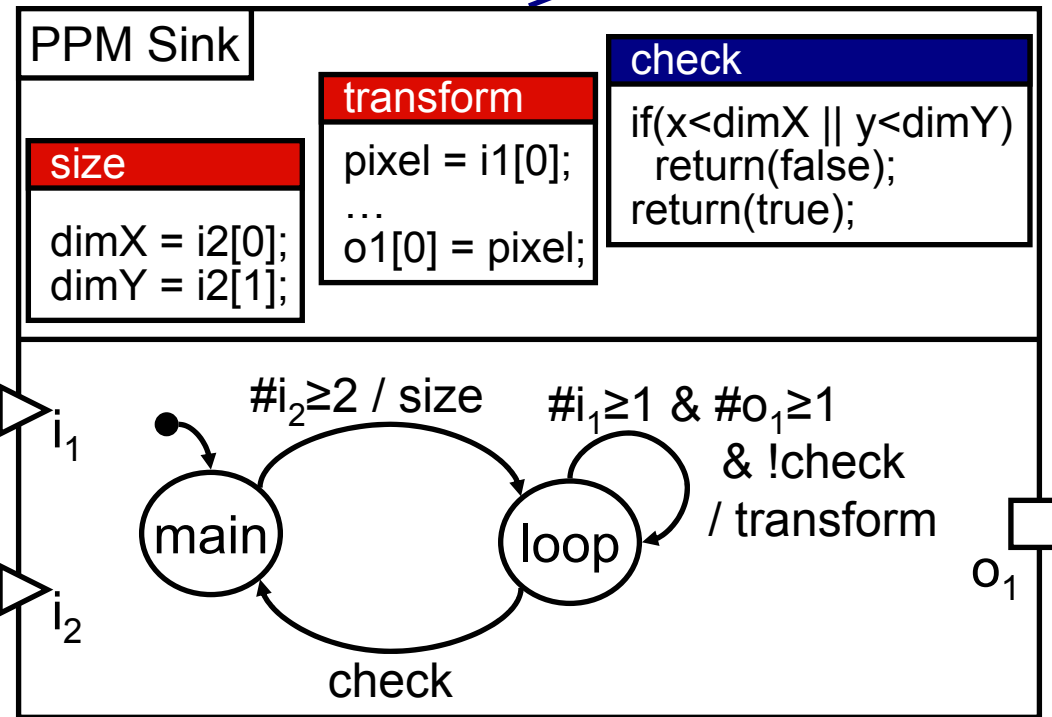 PPM Sink
size
dimX = i2[0];
dimY = i2[1];
transform
pixel = i1[0];
…
o1[0] = pixel;
check
if(x<dimX || y<dimY)
return(false);
return(true);
i₁
i₂
#i₂≥2 / size
#i₁≥1 & #o₁≥1
& !check
/ transform
main
loop
check
o₁